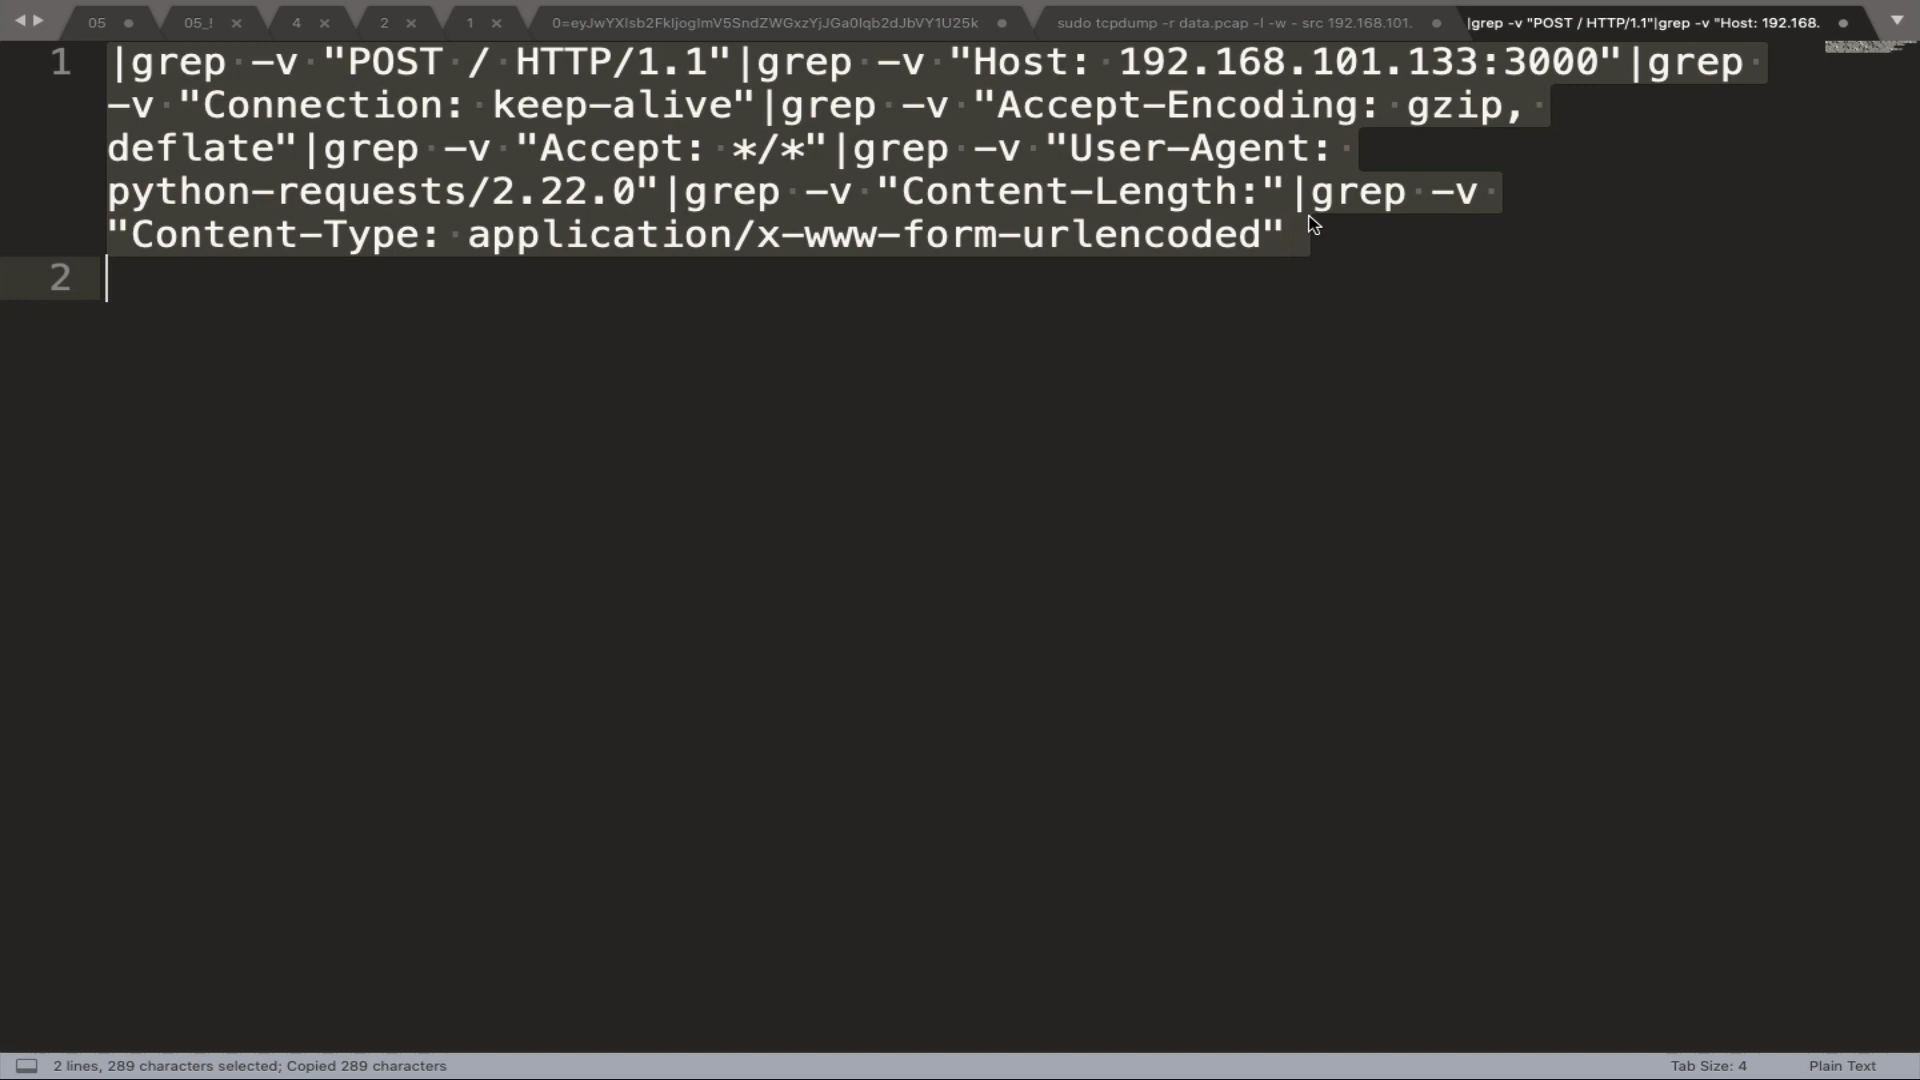 05
05_!
4
2
1
0=eyJwYXlsb2FkIjogImV5SndZWGxzYjJGa0lqb2dJbVY1U25k
sudo tcpdump -r data.pcap -l -w - src 192.168.101.
|grep -v "POST / HTTP/1.1"|grep -v "Host: 192.168.
1
|grep -v "POST / HTTP/1.1"|grep -v "Host: 192.168.101.133:3000"|grep
-v "Connection: keep-alive"|grep -v "Accept-Encoding: gzip,
deflate"|grep -v "Accept: */*"|grep -v "User-Agent:
python-requests/2.22.0"|grep -v "Content-Length:"|grep -v
"Content-Type: application/x-www-form-urlencoded"
2
2 lines, 289 characters selected; Copied 289 characters
Tab Size: 4
Plain Text